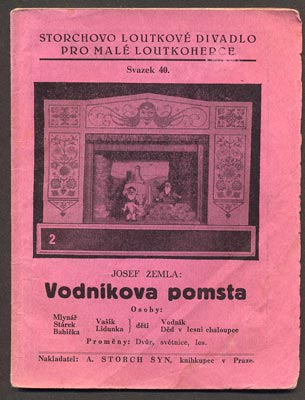 STORCHOVO LOUTKOVÉ DIVADLO
PRO MALÉ LOUTKOHERCE
Svazek 40.
2
JOSEF ŽEMLA:
Vodníkova pomsta
Osoby:
Mlynář
Stárek
Babička
Vašík
Lidunka
děti
Vodník
Děd v lesní chaloupce
Proměny: Dvůr, světnice, les.
Nakladatel: A. STORCH SYN, knihkupec v Praze.